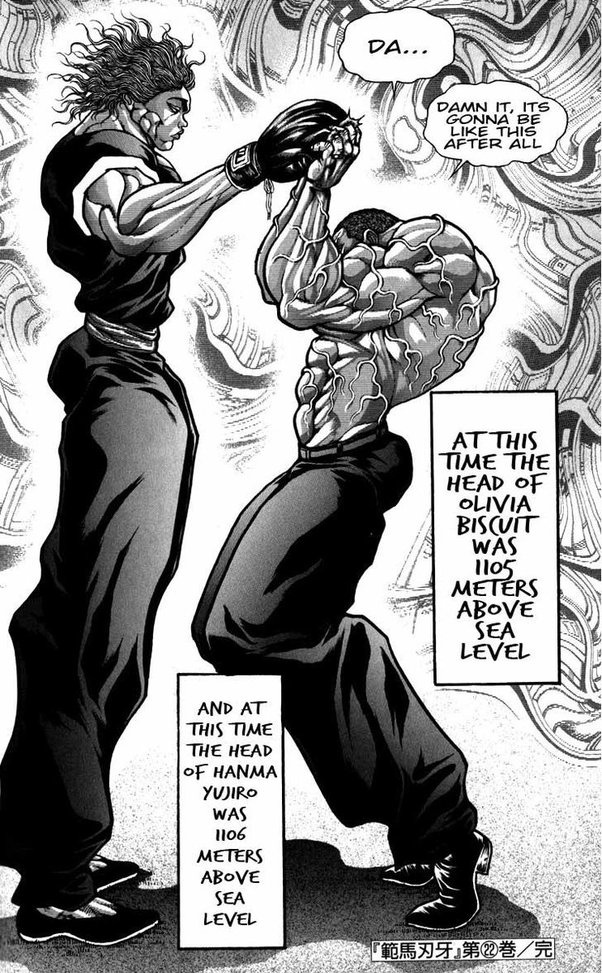 DA...
DAMN IT, ITS
GONNA BE
LIKE THIS
AFTER ALL
AT THIS
TIME THE
HEAD OF
OLIVIA
BISCUIT
WAS
1105
METERS
ABOVE
SEA
LEVEL
AND AT
THIS TIME
THE HEAD
OF HANMA
YUJIRO
WAS
1106
METERS
ABOVE
SEA
LEVEL
『範馬刃牙』第㉒巻／完